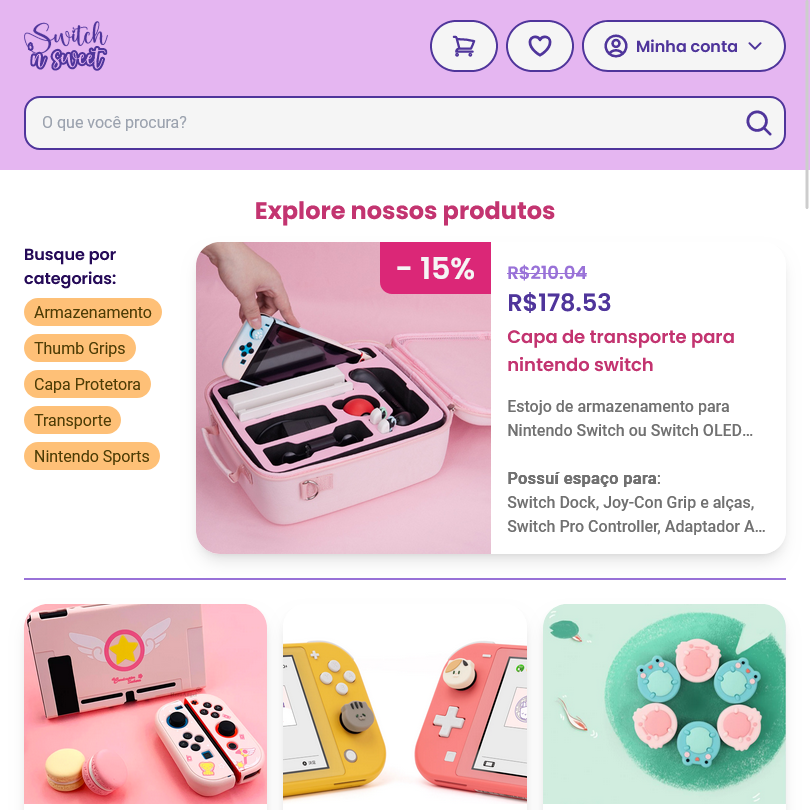 Switch
n sweet
Minha conta
O que você procura?
Explore nossos produtos
Busque por
categorias:
Armazenamento
Thumb Grips
Capa Protetora
Transporte
Nintendo Sports
- 15%
R$210.04
R$178.53
Capa de transporte para
nintendo switch
Estojo de armazenamento para
Nintendo Switch ou Switch OLED...
Possuí espaço para:
Switch Dock, Joy-Con Grip e alças,
Switch Pro Controller, Adaptador A...